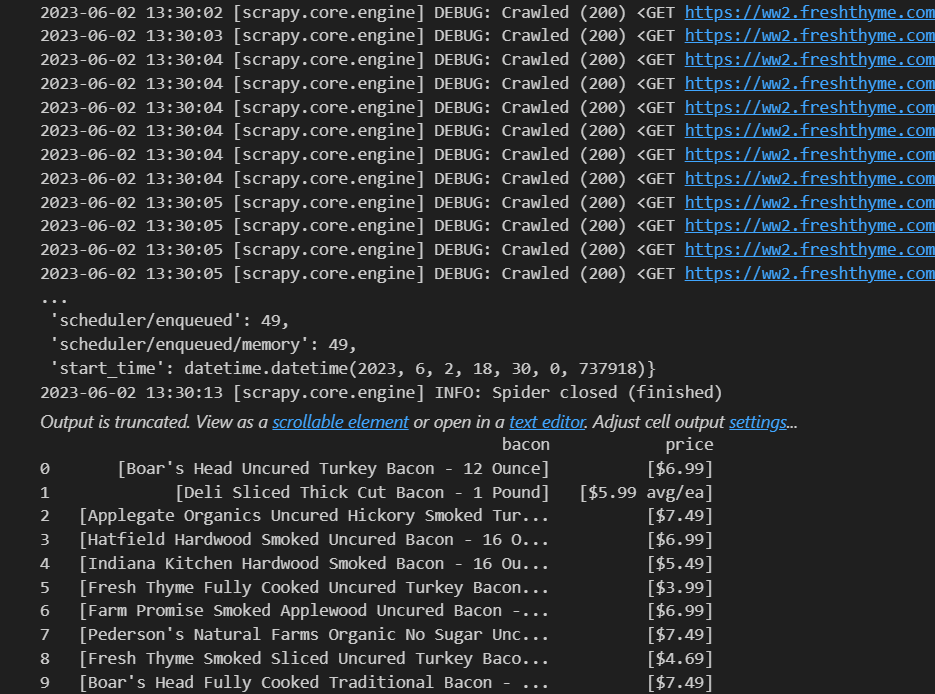 2023-06-02 13:30:02 [scrapy.core.engine] DEBUG: Crawled (200) <GET https://ww2.freshthyme.com
2023-06-02 13:30:03 [scrapy.core.engine] DEBUG: Crawled (200) <GET https://ww2.freshthyme.com
2023-06-02 13:30:04 [scrapy.core.engine] DEBUG: Crawled (200) <GET https://ww2.freshthyme.com
2023-06-02 13:30:04 [scrapy.core.engine] DEBUG: Crawled (200) <GET https://ww2.freshthyme.com
2023-06-02 13:30:04 [scrapy.core.engine] DEBUG: Crawled (200) <GET https://ww2.freshthyme.com
2023-06-02 13:30:04 [scrapy.core.engine] DEBUG: Crawled (200) <GET https://ww2.freshthyme.com
2023-06-02 13:30:04 [scrapy.core.engine] DEBUG: Crawled (200) <GET https://ww2.freshthyme.com
2023-06-02 13:30:04 [scrapy.core.engine] DEBUG: Crawled (200) <GET https://ww2.freshthyme.com
2023-06-02 13:30:05 [scrapy.core.engine] DEBUG: Crawled (200) <GET https://ww2.freshthyme.com
2023-06-02 13:30:05 [scrapy.core.engine] DEBUG: Crawled (200) <GET https://ww2.freshthyme.com
2023-06-02 13:30:05 [scrapy.core.engine] DEBUG: Crawled (200) <GET https://ww2.freshthyme.com
2023-06-02 13:30:05 [scrapy.core.engine] DEBUG: Crawled (200) <GET https://ww2.freshthyme.com
...
'scheduler/enqueued': 49,
'scheduler/enqueued/memory': 49,
'start_time': datetime.datetime(2023, 6, 2, 18, 30, 0, 737918)}
2023-06-02 13:30:13 [scrapy.core.engine] INFO: Spider closed (finished)
Output is truncated. View as a scrollable element or open in a text editor. Adjust cell output settings...
bacon price
0 [Boar's Head Uncured Turkey Bacon - 12 Ounce] [$6.99]
1 [Deli Sliced Thick Cut Bacon - 1 Pound] [$5.99 avg/ea]
2 [Applegate Organics Uncured Hickory Smoked Tur... [$7.49]
3 [Hatfield Hardwood Smoked Uncured Bacon - 16 O... [$6.99]
4 [Indiana Kitchen Hardwood Smoked Bacon - 16 Ou... [$5.49]
5 [Fresh Thyme Fully Cooked Uncured Turkey Bacon... [$3.99]
6 [Farm Promise Smoked Applewood Uncured Bacon -... [$6.99]
7 [Pederson's Natural Farms Organic No Sugar Unc... [$7.49]
8 [Fresh Thyme Smoked Sliced Uncured Turkey Baco... [$4.69]
9 [Boar's Head Fully Cooked Traditional Bacon - ... [$7.49]